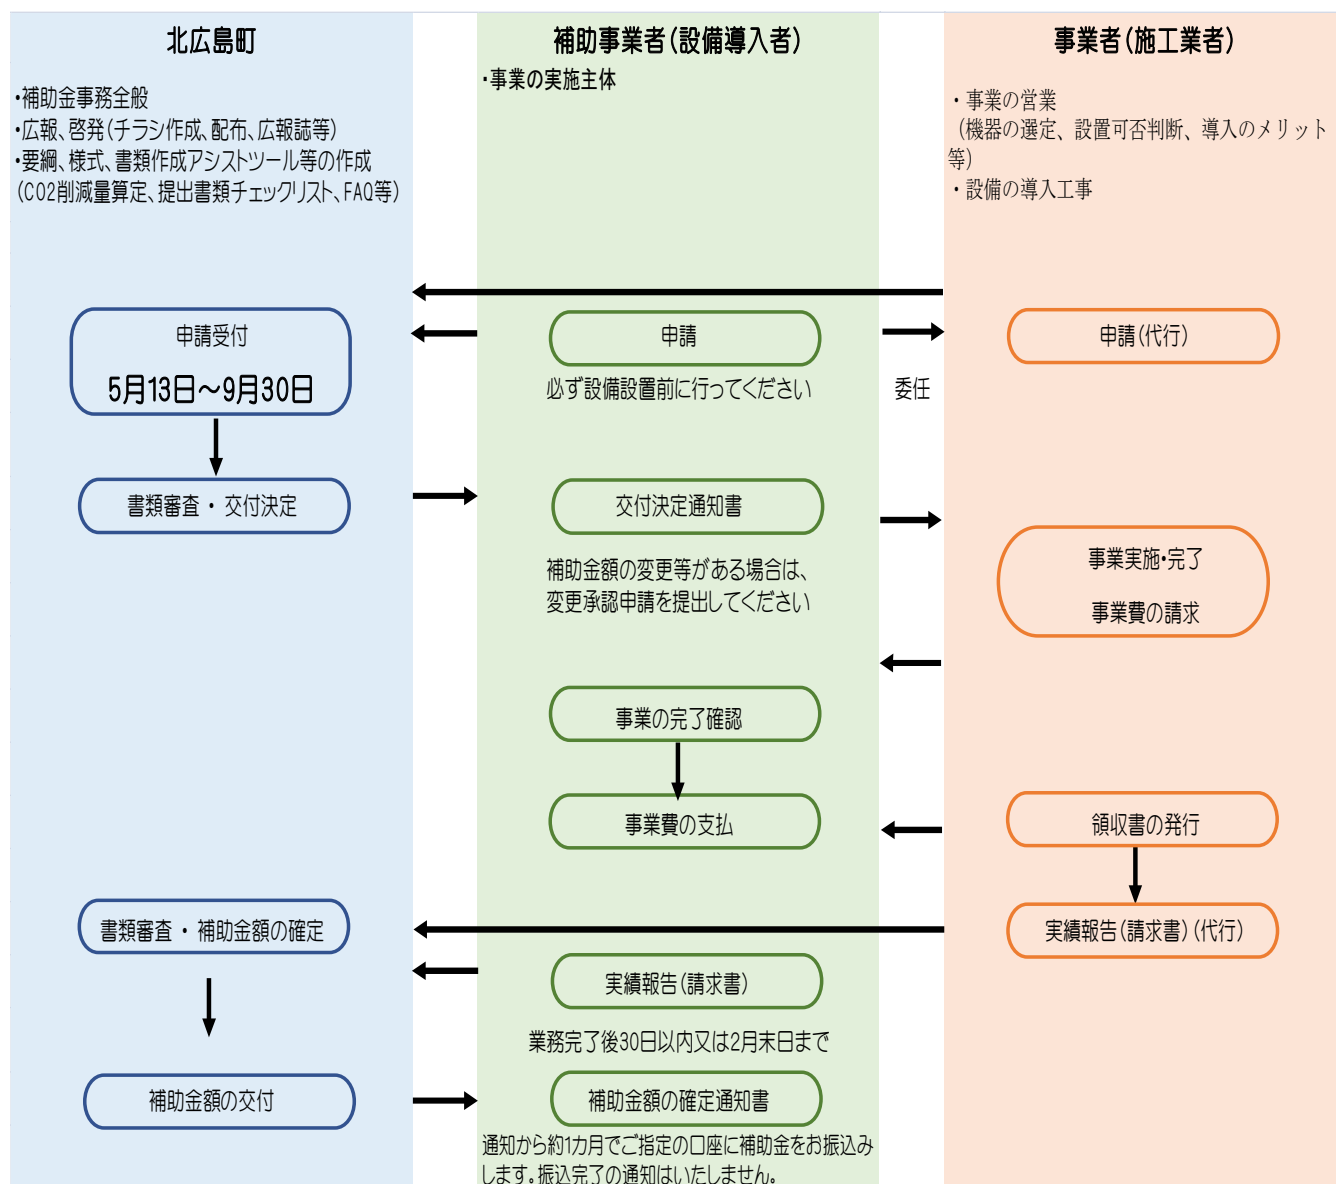 北広島町
・補助金事務全般
・広報、啓発(チラシ作成、配布、広報誌等)
・要綱、様式、書類作成アシストツール等の作成
(CO2削減量算定、提出書類チェックリスト、FAQ等)
補助事業者(設備導入者)
・事業の実施主体
事業者(施工業者)
・事業の営業
(機器の選定、設置可否判断、導入のメリット
等)
・設備の導入工事
申請受付
5月13日～9月30日
申請
必ず設備設置前に行ってください
委任
申請(代行)
書類審査・交付決定
交付決定通知書
補助金額の変更等がある場合は、
変更承認申請を提出してください
事業実施・完了
事業費の請求
事業の完了確認
事業費の支払
領収書の発行
書類審査・補助金額の確定
実績報告(請求書)(代行)
実績報告(請求書)
業務完了後30日以内又は2月末日まで
補助金額の交付
補助金額の確定通知書
通知から約1カ月でご指定の口座に補助金をお振込み
します。振込完了の通知はいたしません。